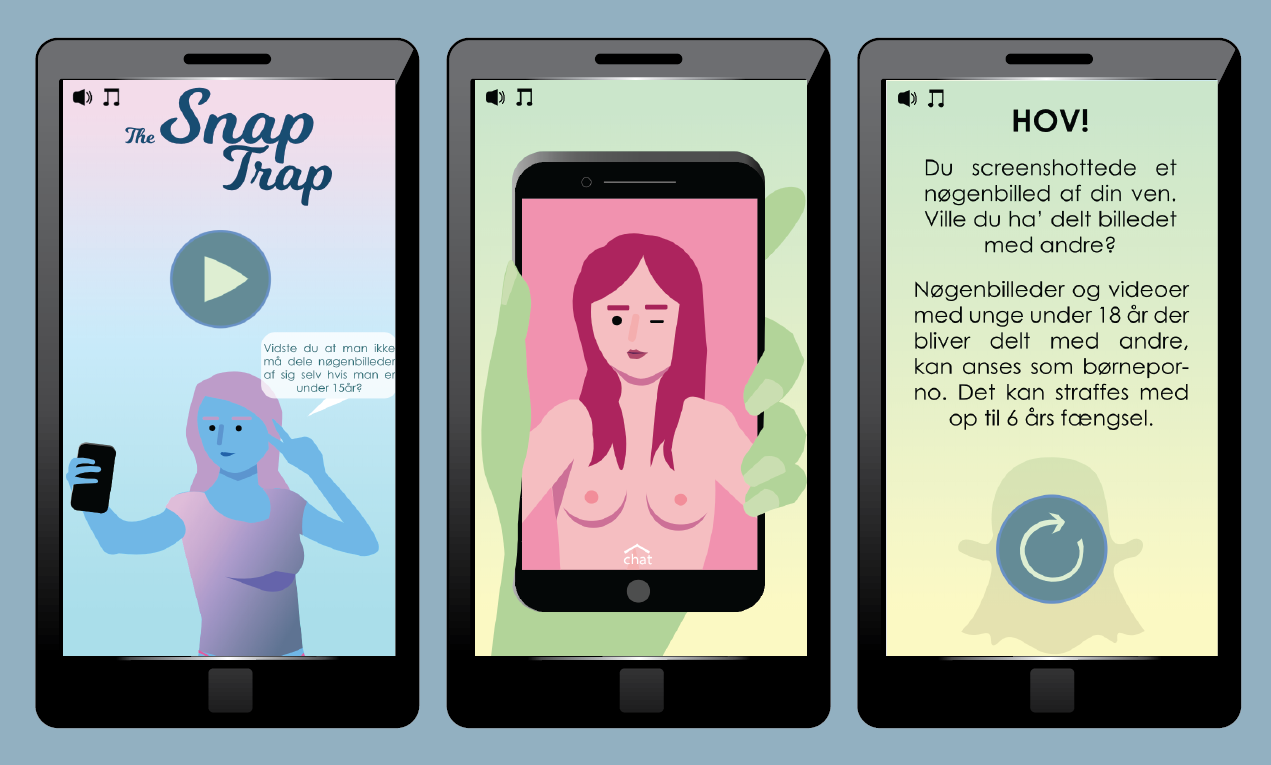 The Snap
Trap
Vidste du at man ikke
må dele nøgenbilleder
af sig selv hvis man er
under 15år?
chat
HOV!
Du screenshottede et
nøgenbilled af din ven.
Ville du ha' delt billedet
med andre?
Nøgenbilleder og videoer
med unge under 18 år der
bliver delt med andre,
kan anses som børnepor-
no. Det kan straffes med
op til 6 års fængsel.